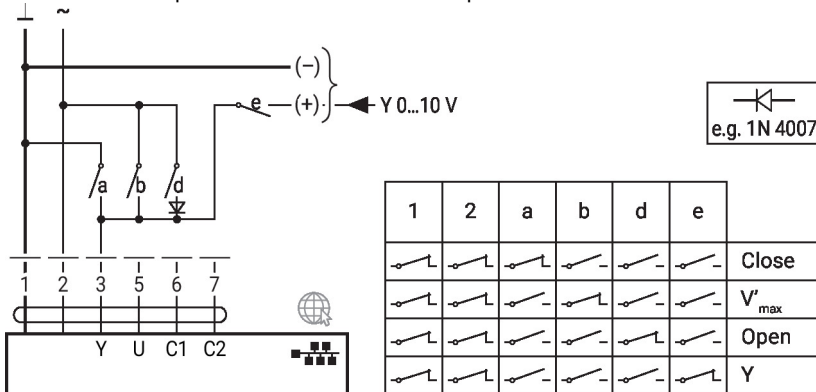 ⊥ ~
(–)
e (+) Y 0...10 V
e.g. 1N 4007
a b d
1 2 a b d e
Close
V'max
Open
Y
1 2 3 5 6 7
Y U C1 C2